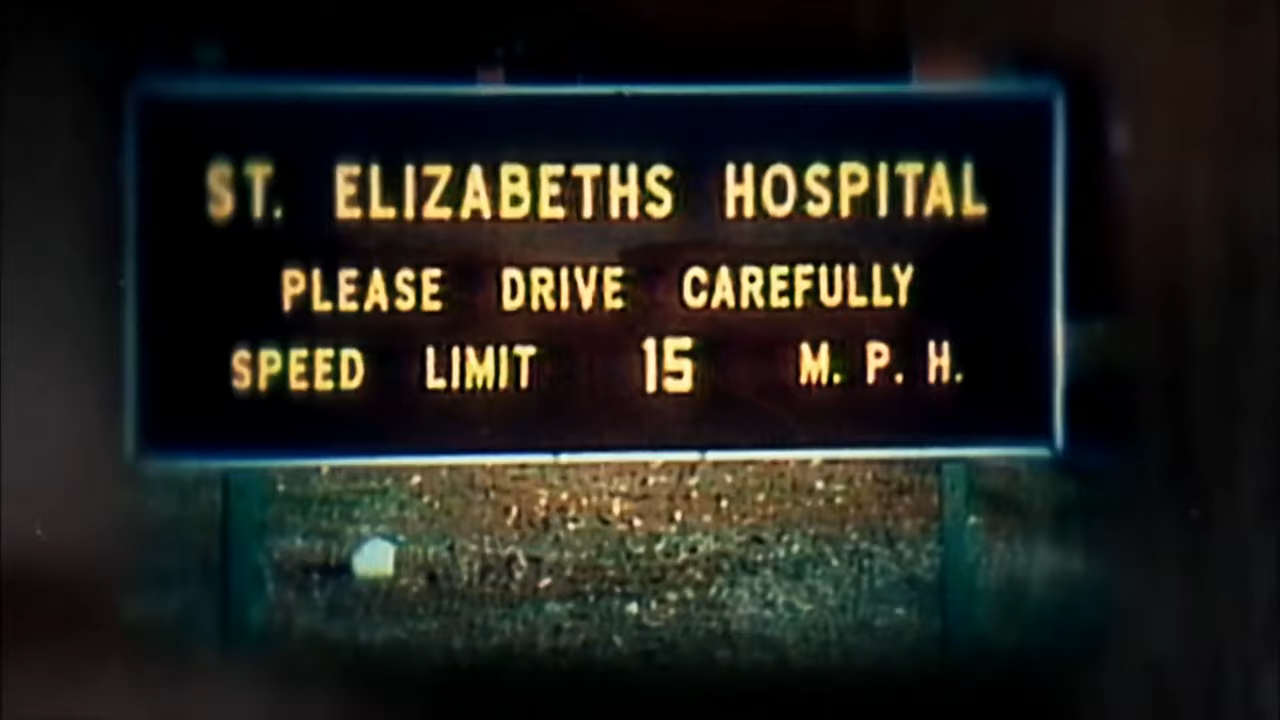 ST. ELIZABETHS HOSPITAL
PLEASE DRIVE CAREFULLY
SPEED LIMIT 15 M. P. H.